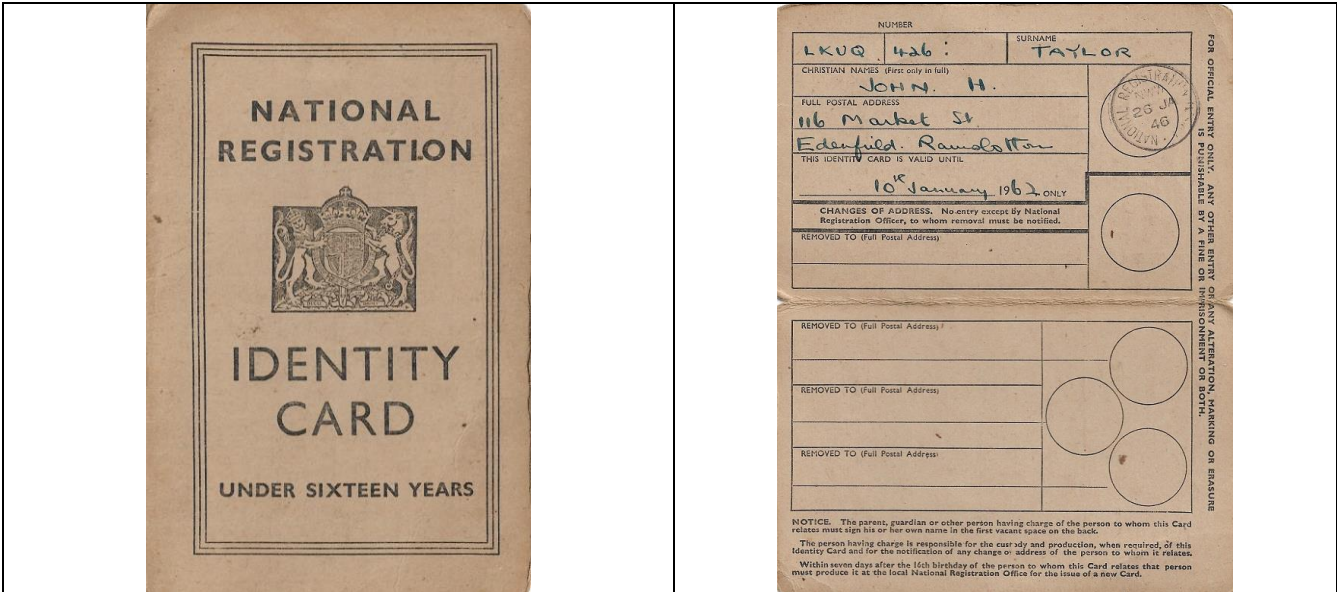 NATIONAL
REGISTRATION
IDENTITY
CARD
UNDER SIXTEEN YEARS
NUMBER
SURNAME
LKUQ 426: TAYLOR
CHRISTIAN NAMES (First only in full)
JOHN. H.
FULL POSTAL ADDRESS
116 Market St
Edenfield. Ramsbottom
THIS IDENTITY CARD IS VALID UNTIL
10th January 1962 ONLY
CHANGES OF ADDRESS. No entry except by National
Registration Officer, to whom removal must be notified.
REMOVED TO (Full Postal Address)
NATIONAL REGISTRATION
26 JA
46
REMOVED TO (Full Postal Address)
REMOVED TO (Full Postal Address)
REMOVED TO (Full Postal Address)
NOTICE. The parent, guardian or other person having charge of the person to whom this Card
relates must sign his or her own name in the first vacant space on the back.
The person having charge is responsible for the custody and production, when required, of this
Identity Card and for the notification of any change of address of the person to whom it relates.
Within seven days after the 16th birthday of the person to whom this Card relates that person
must produce it at the local National Registration Office for the issue of a new Card.
FOR OFFICIAL ENTRY ONLY. ANY OTHER ENTRY OR ANY ALTERATION, MARKING OR ERASURE
IS PUNISHABLE BY A FINE OR IMPRISONMENT OR BOTH.